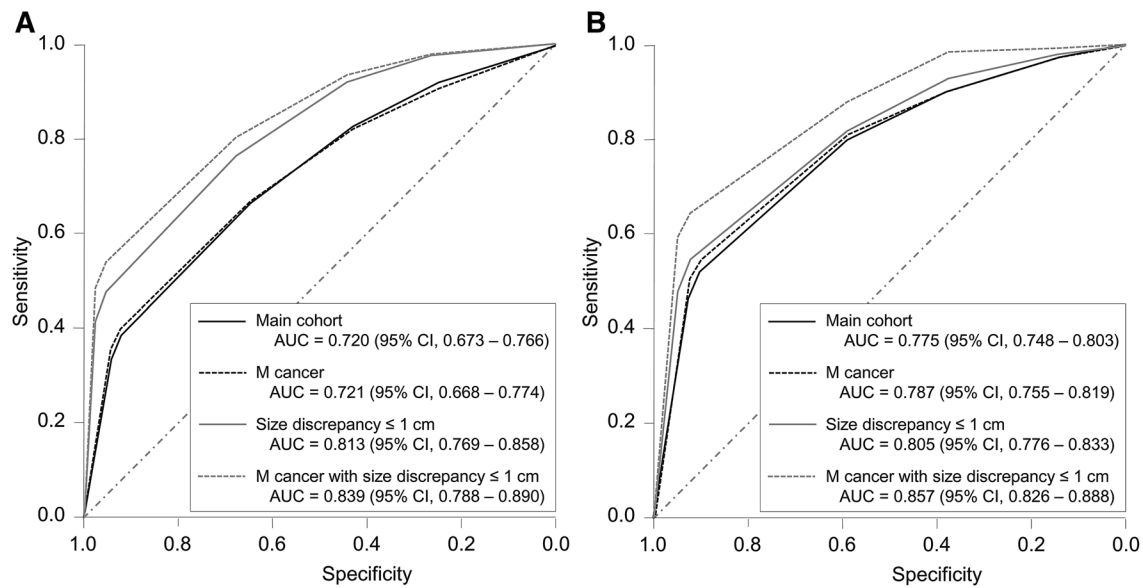 A
1.0
0.8
0.6
0.4
0.2
0.0
Sensitivity
1.0
0.8
0.6
0.4
0.2
0.0
Specificity
Main cohort
AUC = 0.720 (95% CI, 0.673 – 0.766)
M cancer
AUC = 0.721 (95% CI, 0.668 – 0.774)
Size discrepancy ≤ 1 cm
AUC = 0.813 (95% CI, 0.769 – 0.858)
M cancer with size discrepancy ≤ 1 cm
AUC = 0.839 (95% CI, 0.788 – 0.890)
B
1.0
0.8
0.6
0.4
0.2
0.0
Sensitivity
1.0
0.8
0.6
0.4
0.2
0.0
Specificity
Main cohort
AUC = 0.775 (95% CI, 0.748 – 0.803)
M cancer
AUC = 0.787 (95% CI, 0.755 – 0.819)
Size discrepancy ≤ 1 cm
AUC = 0.805 (95% CI, 0.776 – 0.833)
M cancer with size discrepancy ≤ 1 cm
AUC = 0.857 (95% CI, 0.826 – 0.888)